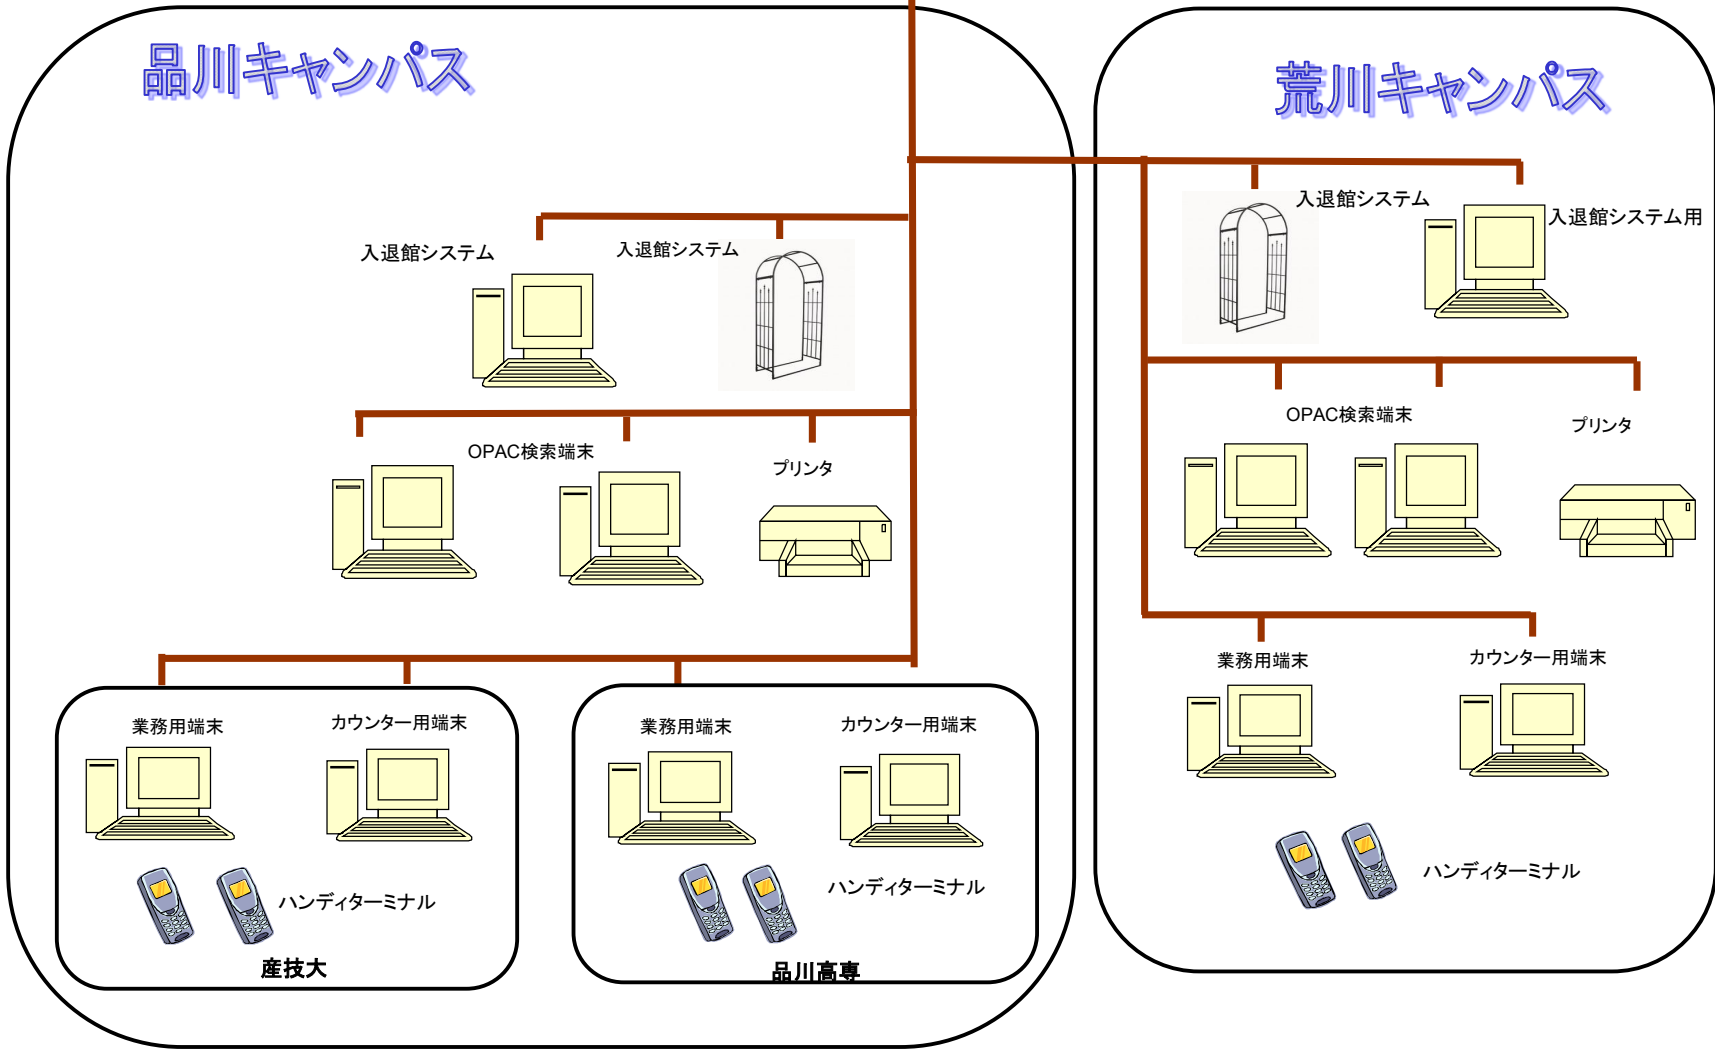 品川キャンパス
荒川キャンパス
入退館システム
入退館システム
入退館システム
入退館システム用
OPAC検索端末
プリンタ
OPAC検索端末
プリンタ
業務用端末
カウンター用端末
業務用端末
カウンター用端末
業務用端末
カウンター用端末
ハンディターミナル
ハンディターミナル
ハンディターミナル
産技大
品川高専